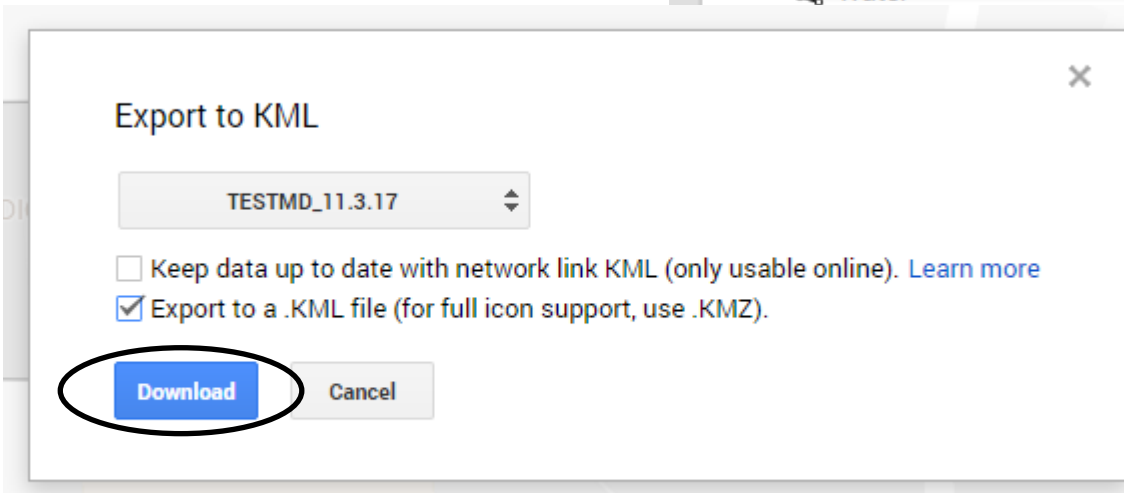 Export to KML
TESTMD_11.3.17
Keep data up to date with network link KML (only usable online). Learn more
Export to a .KML file (for full icon support, use .KMZ).
Download Cancel